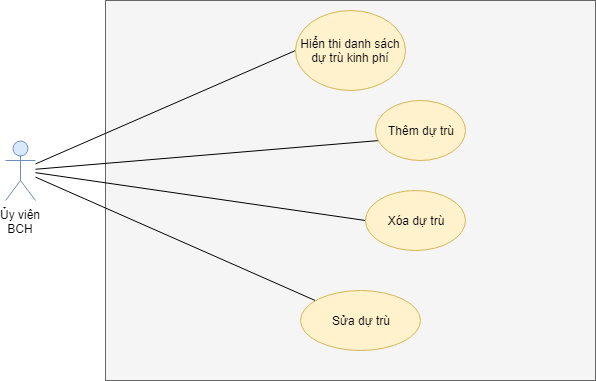 Hiển thi danh sách
dự trù kinh phí
Thêm dự trù
Ủy viên
BCH
Xóa dự trù
Sửa dự trù